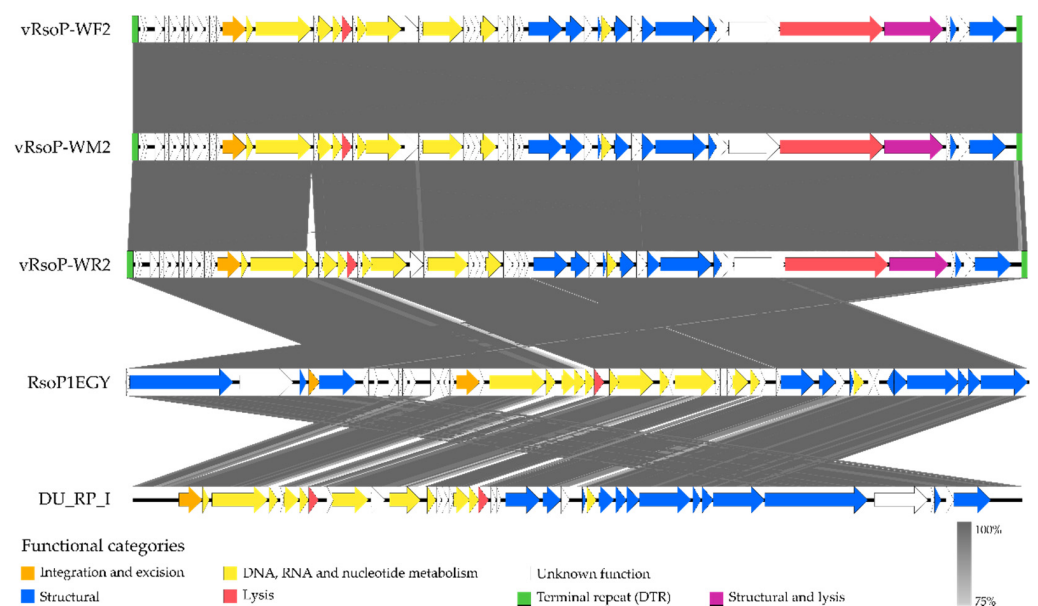 vRsoP-WF2
vRsoP-WM2
vRsoP-WR2
RsoP1EGY
DU_RP_I
100%
75%
Functional categories
Integration and excision
DNA, RNA and nucleotide metabolism
Unknown function
Structural
Lysis
Terminal repeat (DTR)
Structural and lysis